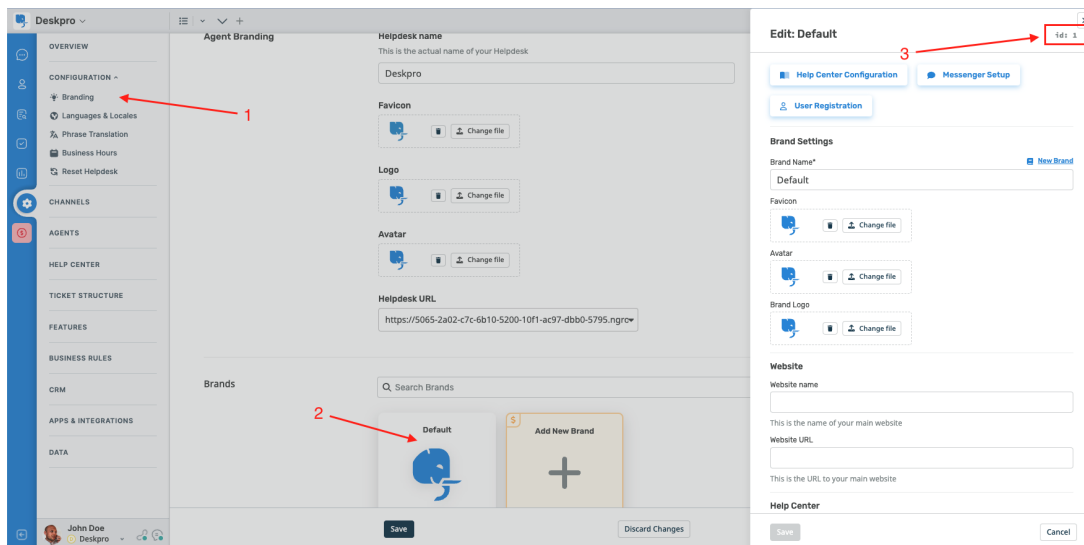 Deskpro
OVERVIEW
CONFIGURATION
Branding
Languages & Locales
Phrase Translation
Business Hours
Reset Helpdesk
CHANNELS
AGENTS
HELP CENTER
TICKET STRUCTURE
FEATURES
BUSINESS RULES
CRM
APPS & INTEGRATIONS
DATA
John Doe
Deskpro
1
Agent Branding
Helpdesk name
This is the actual name of your Helpdesk
Deskpro
Favicon
Change file
Logo
Change file
Avatar
Change file
Helpdesk URL
https://5065-2a02-c7c-6b10-5200-10f1-ac97-dbb0-5795.ngrc
Brands
Search Brands
2
Default
$
Add New Brand
Save
Discard Changes
Edit: Default
3
id: 1
Help Center Configuration
Messenger Setup
User Registration
Brand Settings
Brand Name*
New Brand
Default
Favicon
Change file
Avatar
Change file
Brand Logo
Change file
Website
Website name
This is the name of your main website
Website URL
This is the URL to your main website
Help Center
Save
Cancel